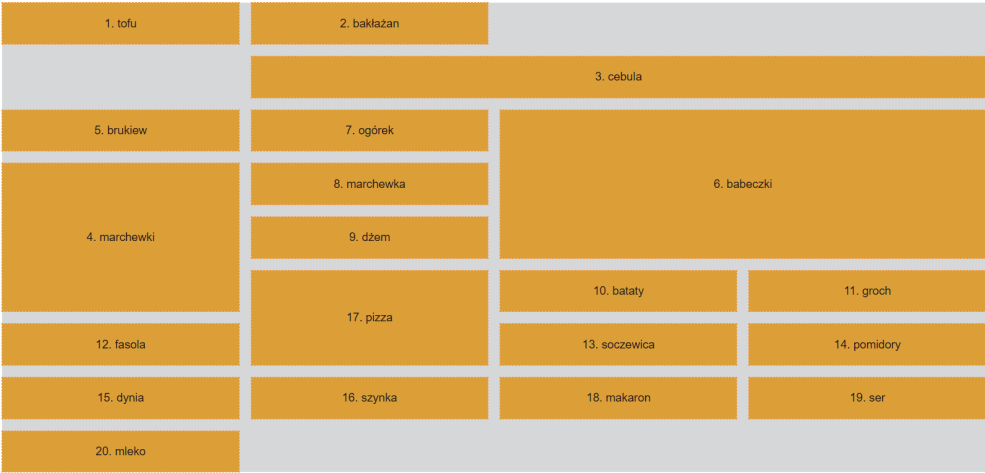 1. tofu
2. bakłażan
3. cebula
5. brukiew
7. ogórek
6. babeczki
8. marchewka
4. marchewki
9. dżem
10. bataty
11. groch
17. pizza
12. fasola
13. soczewica
14. pomidory
15. dynia
16. szynka
18. makaron
19. ser
20. mleko